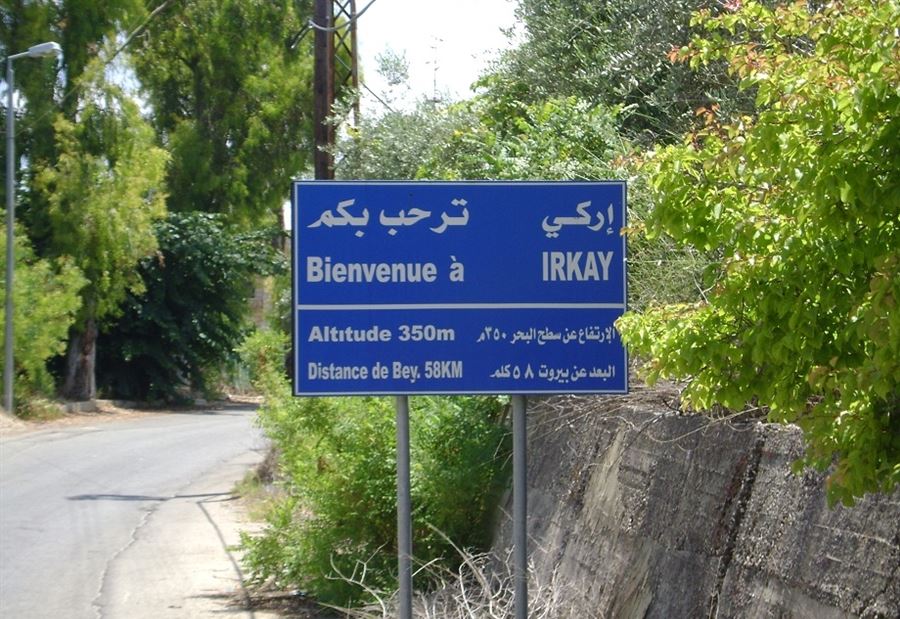 إركي ترحب بكم
Bienvenue à IRKAY
الإرتفاع عن سطح البحر ٣٥٠م
Altitude 350m
البعد عن بيروت ٥٨ كلم
Distance de Bey. 58KM